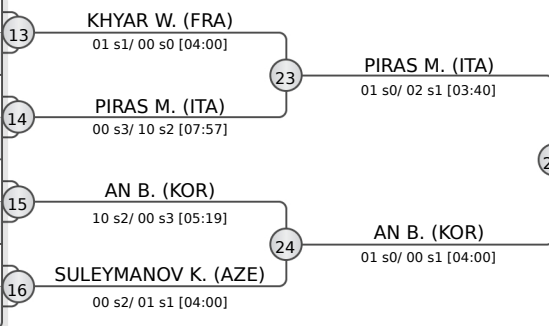 13
KHYAR W. (FRA)
01 s1/ 00 s0 [04:00]
23
PIRAS M. (ITA)
01 s0/ 02 s1 [03:40]
14
PIRAS M. (ITA)
00 s3/ 10 s2 [07:57]
15
AN B. (KOR)
10 s2/ 00 s3 [05:19]
24
AN B. (KOR)
01 s0/ 00 s1 [04:00]
16
SULEYMANOV K. (AZE)
00 s2/ 01 s1 [04:00]